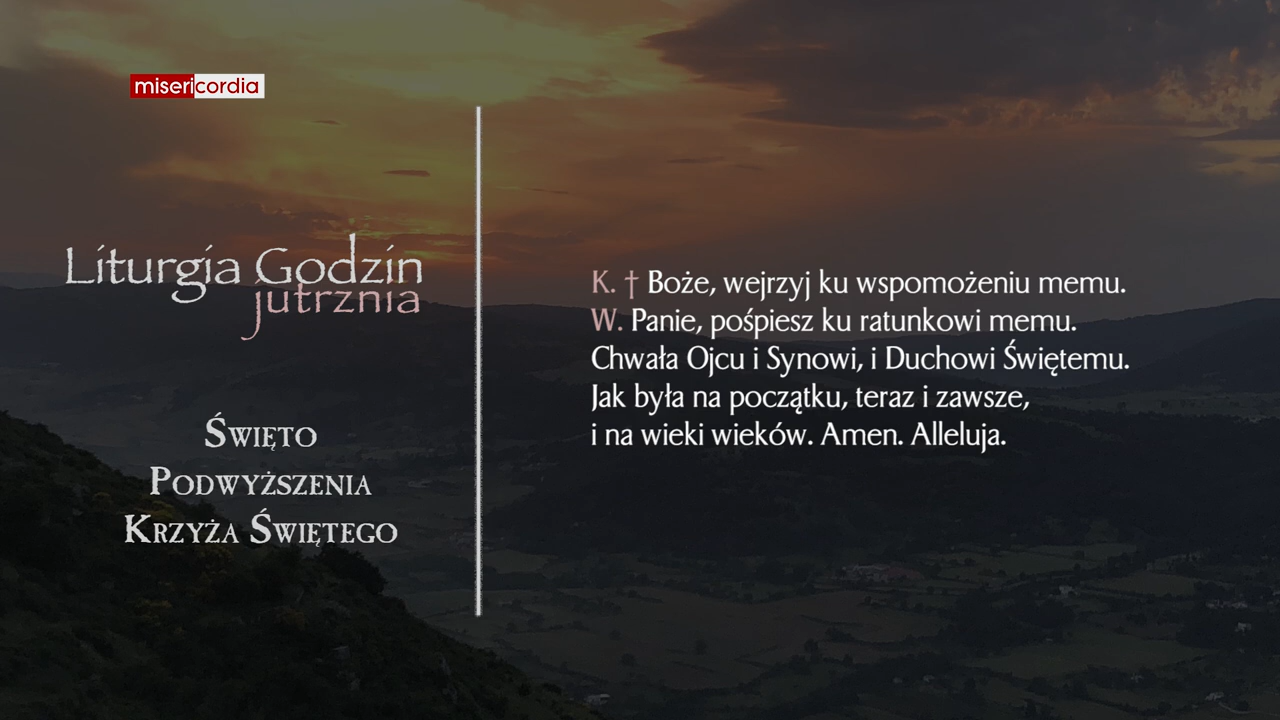 misericordia
Liturgia Godzin
jutrznia
Święto
Podwyższenia
Krzyża Świętego
K. † Boże, wejrzyj ku wspomożeniu memu.
W. Panie, pośpiesz ku ratunkowi memu.
Chwała Ojcu i Synowi, i Duchowi Świętemu.
Jak była na początku, teraz i zawsze,
i na wieki wieków. Amen. Alleluja.